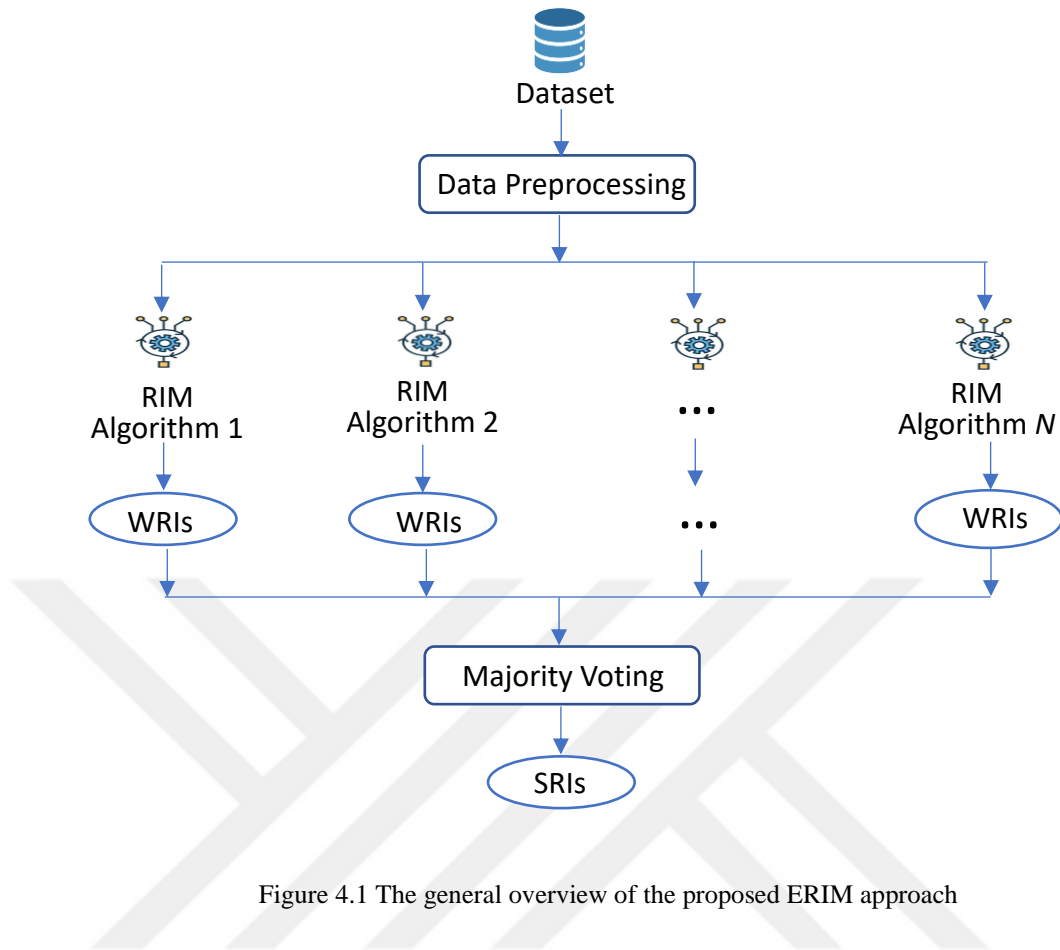 Dataset
Data Preprocessing
RIM
Algorithm 1
RIM
Algorithm 2
...
RIM
Algorithm N
WRIs
WRIs
...
WRIs
Majority Voting
SRIs
Figure 4.1 The general overview of the proposed ERIM approach